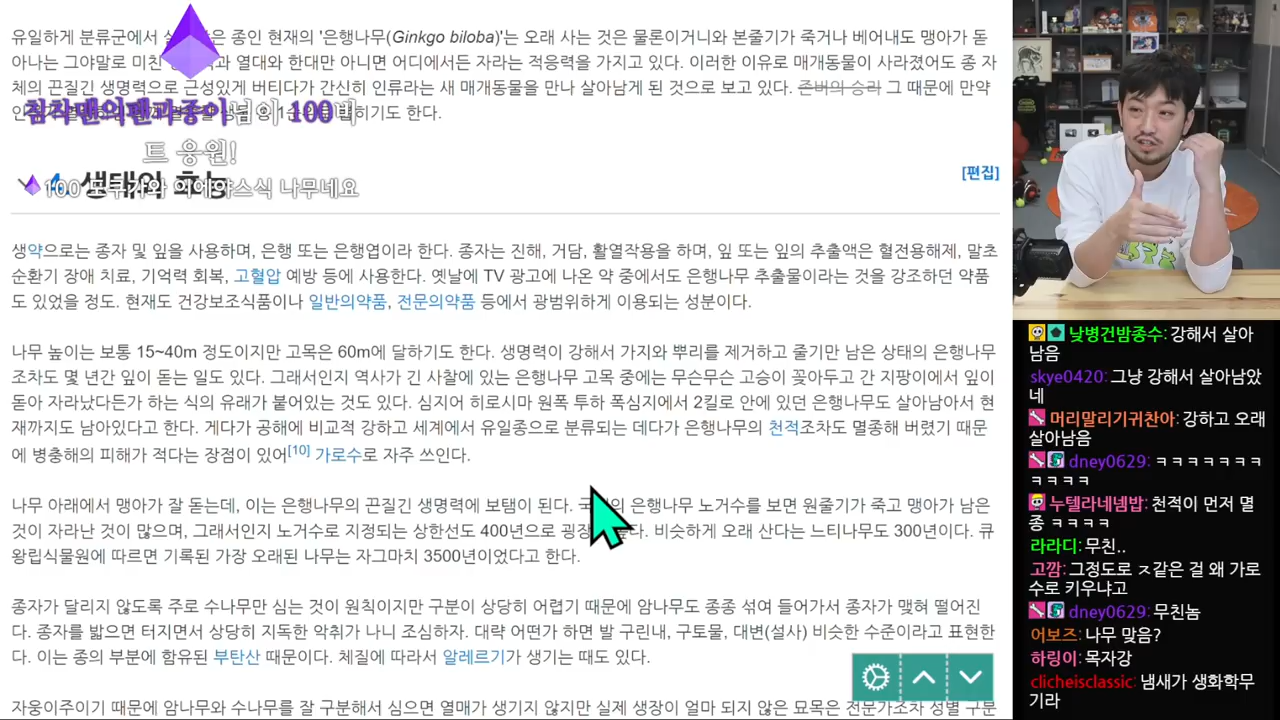 유일하게 분류군에서 은 종인 현재의 '은행나무(Ginkgo biloba)'는 오래 사는 것은 물론이거니와 본줄기가 죽거나 베어내도 맹아가 돋
아나는 그야말로 미친 과 열대와 한대만 아니면 어디에서든 자라는 적응력을 가지고 있다. 이러한 이유로 매개동물이 사라졌어도 종 자
체의 끈질긴 생명력으로 근성있게 버티다가 간신히 인류라는 새 매개동물을 만나 살아남게 된 것으로 보고 있다. 존버의 승리 그 때문에 만약
히기도 한다.
님이 100비
트 응원!
생태와 효능 [편집]
100 나무네요
생약으로는 종자 및 잎을 사용하며, 은행 또는 은행엽이라 한다. 종자는 진해, 거담, 활열작용을 하며, 잎 또는 잎의 추출액은 혈전용해제, 말초
순환기 장애 치료, 기억력 회복, 고혈압 예방 등에 사용한다. 옛날에 TV 광고에 나온 약 중에서도 은행나무 추출물이라는 것을 강조하던 약품
도 있었을 정도. 현재도 건강보조식품이나 일반의약품, 전문의약품 등에서 광범위하게 이용되는 성분이다.
나무 높이는 보통 15~40m 정도이지만 고목은 60m에 달하기도 한다. 생명력이 강해서 가지와 뿌리를 제거하고 줄기만 남은 상태의 은행나무
조차도 몇 년간 잎이 돋는 일도 있다. 그래서인지 역사가 긴 사찰에 있는 은행나무 고목 중에는 무슨무슨 고승이 꽂아두고 간 지팡이에서 잎이
돋아 자라났다든가 하는 식의 유래가 붙어있는 것도 있다. 심지어 히로시마 원폭 투하 폭심지에서 2킬로 안에 있던 은행나무도 살아남아서 현
재까지도 남아있다고 한다. 게다가 공해에 비교적 강하고 세계에서 유일종으로 분류되는 데다가 은행나무의 천적조차도 멸종해 버렸기 때문
에 병충해의 피해가 적다는 장점이 있어[10] 가로수로 자주 쓰인다.
나무 아래에서 맹아가 잘 돋는데, 이는 은행나무의 끈질긴 생명력에 보탬이 된다. 은행나무 노거수를 보면 원줄기가 죽고 맹아가 남은
것이 자라난 것이 많으며, 그래서인지 노거수로 지정되는 상한선도 400년으로 비슷하게 오래 산다는 느티나무도 300년이다. 큐
왕립식물원에 따르면 기록된 가장 오래된 나무는 자그마치 3500년이었다고 한다.
종자가 달리지 않도록 주로 수나무만 심는 것이 원칙이지만 구분이 상당히 어렵기 때문에 암나무도 종종 섞여 들어가서 종자가 맺혀 떨어진
다. 종자를 밟으면 터지면서 상당히 지독한 악취가 나니 조심하자. 대략 어떤가 하면 발 구린내, 구토물, 대변(설사) 비슷한 수준이라고 표현한
다. 이는 종의 부분에 함유된 부탄산 때문이다. 체질에 따라서 알레르기가 생기는 때도 있다.
자웅이주이기 때문에 암나무와 수나무를 잘 구분해서 심으면 열매가 생기지 않지만 실제 생장이 얼마 되지 않은 묘목은 전문가조차 성별 구분
낮병건밤종수: 강해서 살아
남음
skye0420: 그냥 강해서 살아남았
네
머리말리기귀찬아: 강하고 오래
살아남음
dney0629: ㅋㅋㅋㅋㅋㅋㅋ
ㅋㅋㅋㅋ
누텔라네넴밥: 천적이 먼저 멸
종 ㅋㅋㅋㅋ
라라디: 무친..
고깜: 그정도로 ㅈ같은 걸 왜 가로
수로 키우냐고
dney0629: 무친놈
어보즈: 나무 맞음?
하링이: 목자강
clicheisclassic: 냄새가 생화학무
기라